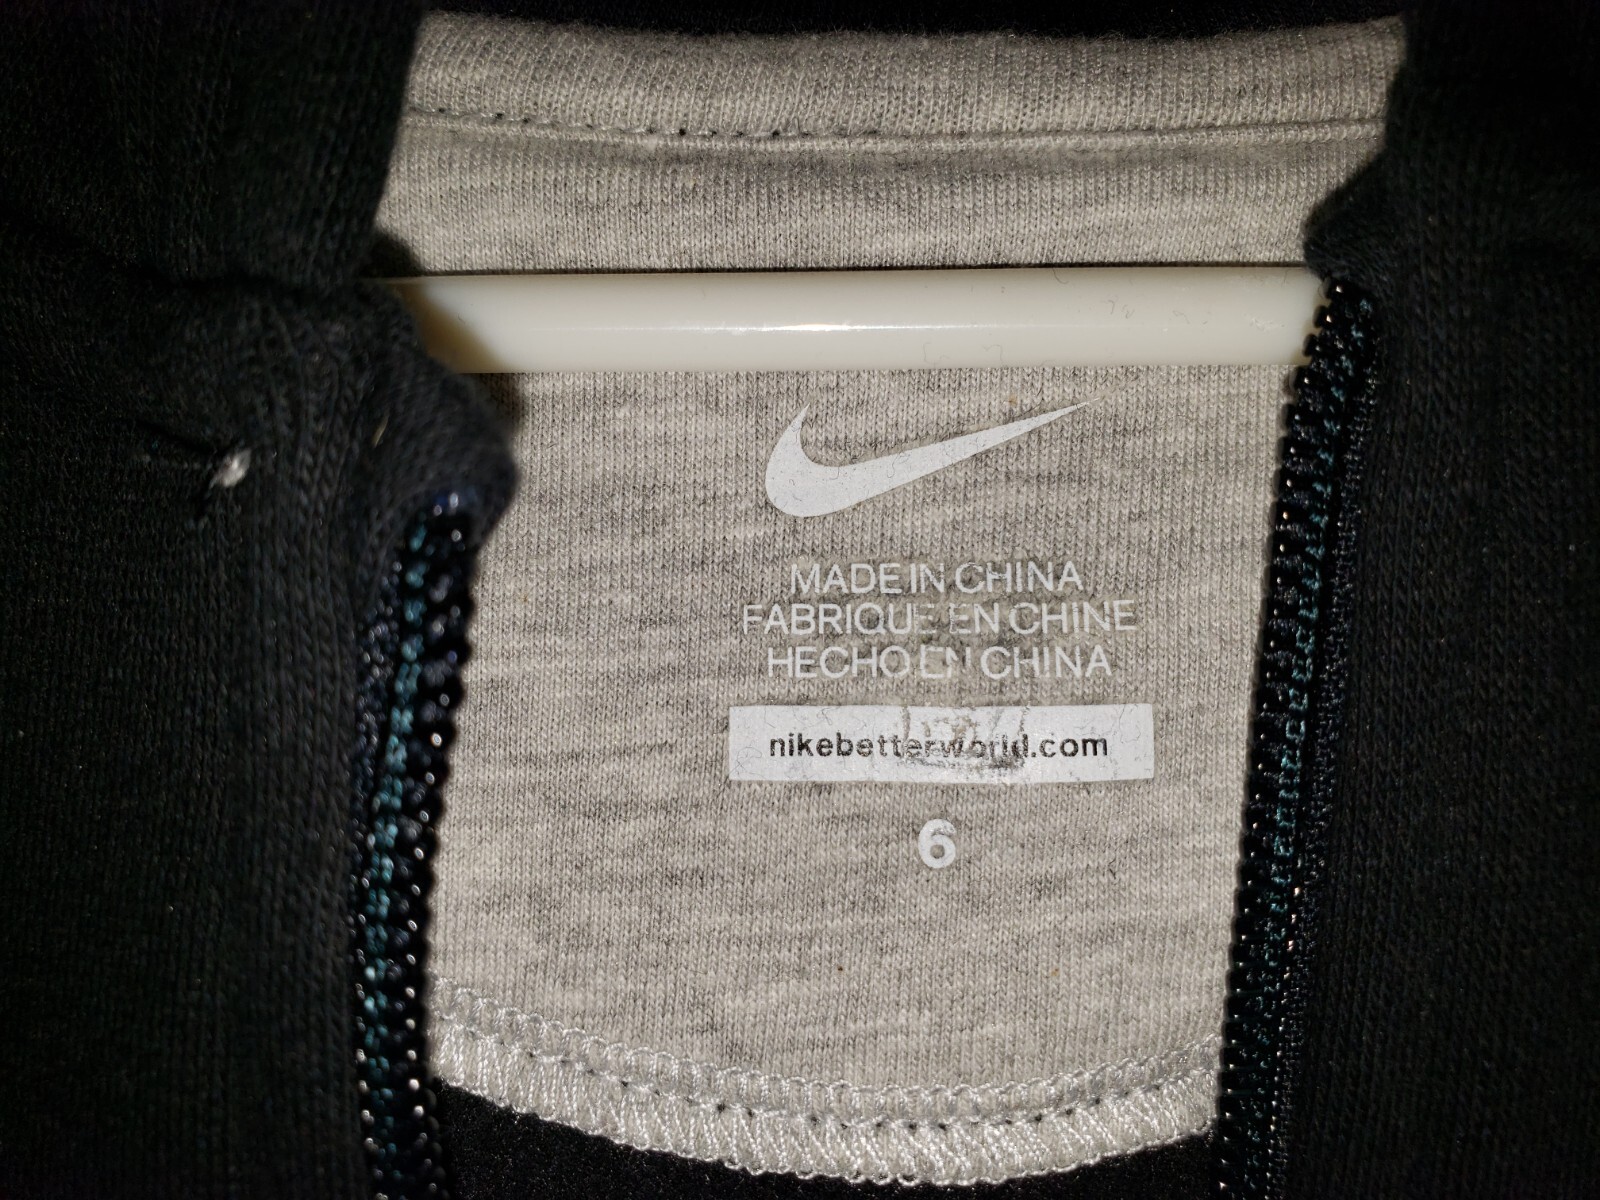 MADE IN CHINA
FABRIQUE EN CHINE
HECHO EN CHINA
nikebetterworld.com
6